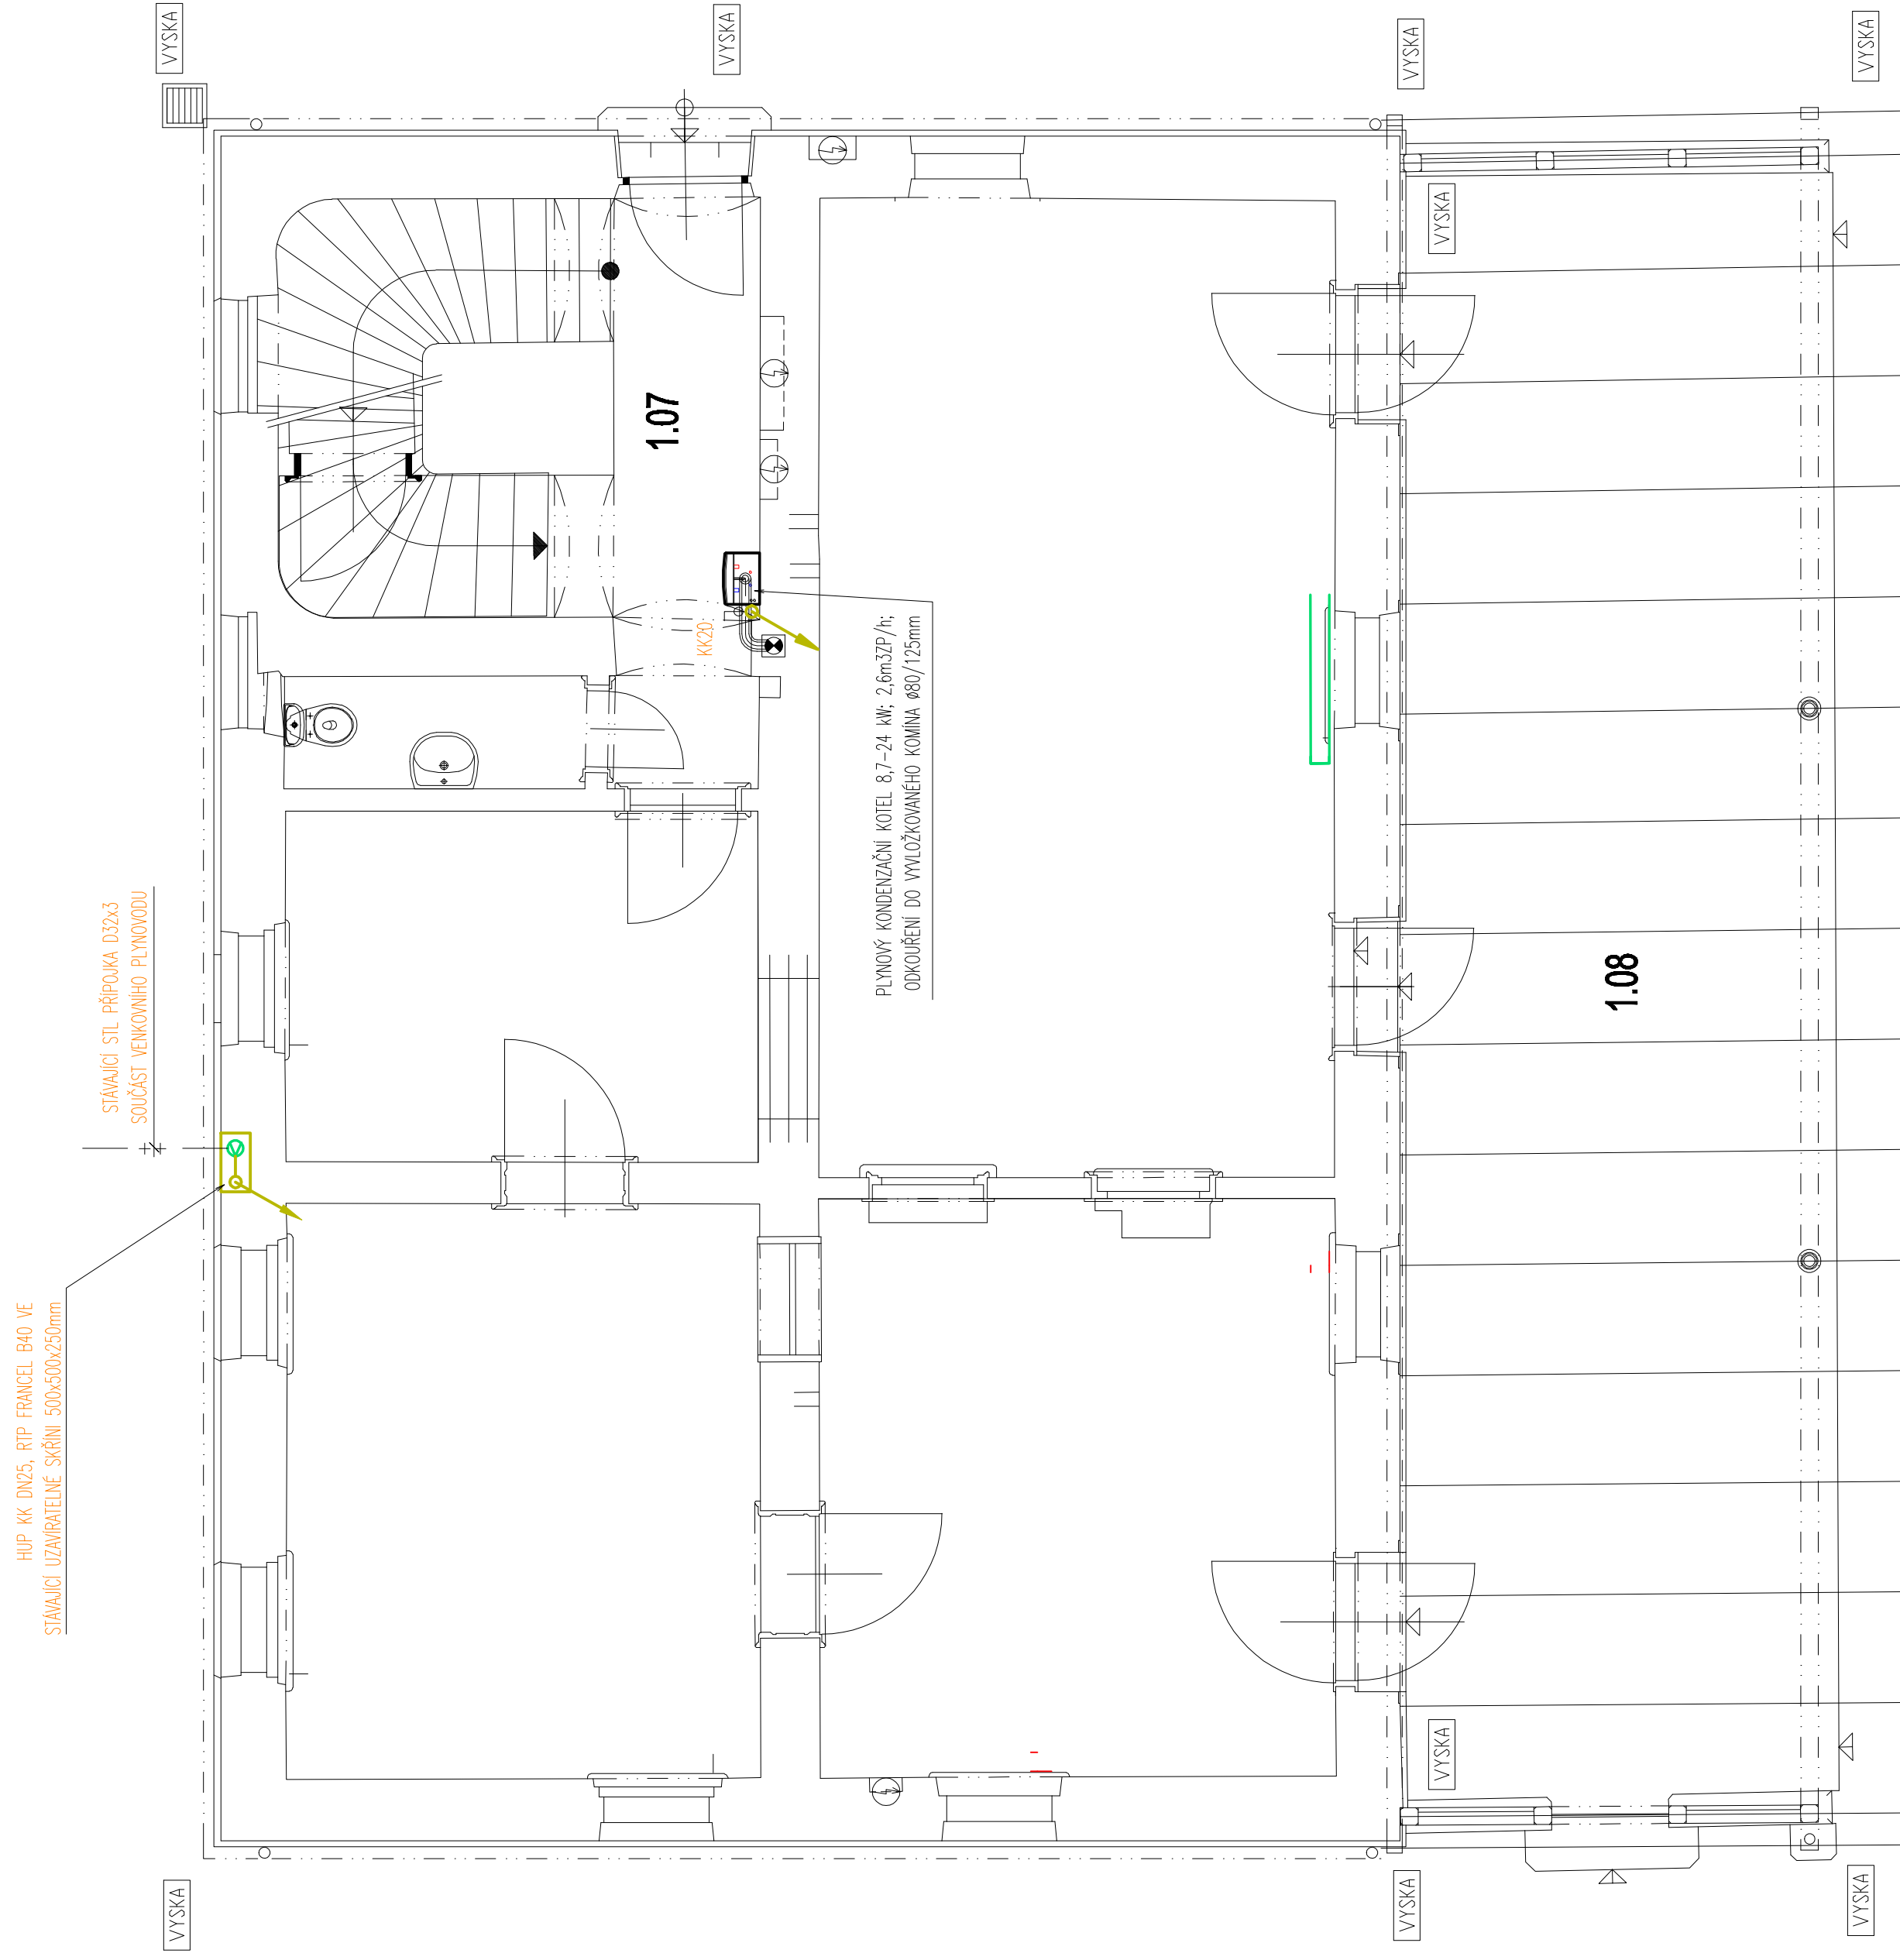 VYSKA
VYSKA
VYSKA
VYSKA
VYSKA
1.07
KK20
PLYNOVÝ KONDENZAČNÍ KOTEL 8,7-24 kW; 2,6m3ZP/h;
ODKOUŘENÍ DO VYVLOŽKOVANÉHO KOMÍNA ø80/125mm
STÁVAJÍCÍ STL PŘÍPOJKA D32x3
SOUČÁST VENKOVNÍHO PLYNOVODU
1.08
HUP KK DN25, RTP FRANCEL B40 VE
STÁVAJÍCÍ UZAVÍRATELNÉ SKŘÍNI 500x500x250mm
VYSKA
VYSKA
VYSKA
VYSKA